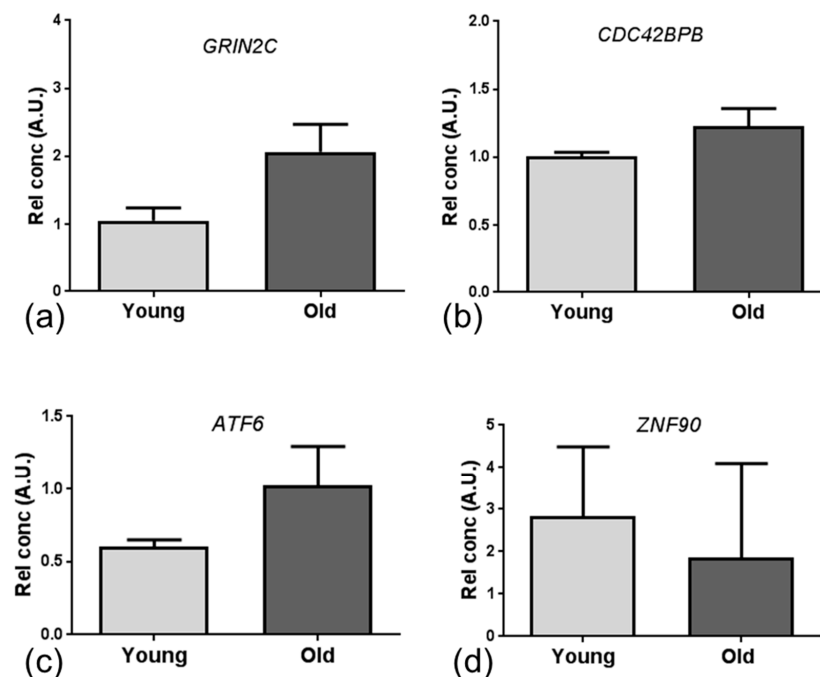 GRIN2C
Rel conc (A.U.)
4
3
2
1
0
Young Old
(a)
CDC42BPB
Rel conc (A.U.)
2.0
1.5
1.0
0.5
0.0
Young Old
(b)
ATF6
Rel conc (A.U.)
1.5
1.0
0.5
0.0
Young Old
(c)
ZNF90
Rel conc (A.U.)
5
4
3
2
1
0
Young Old
(d)